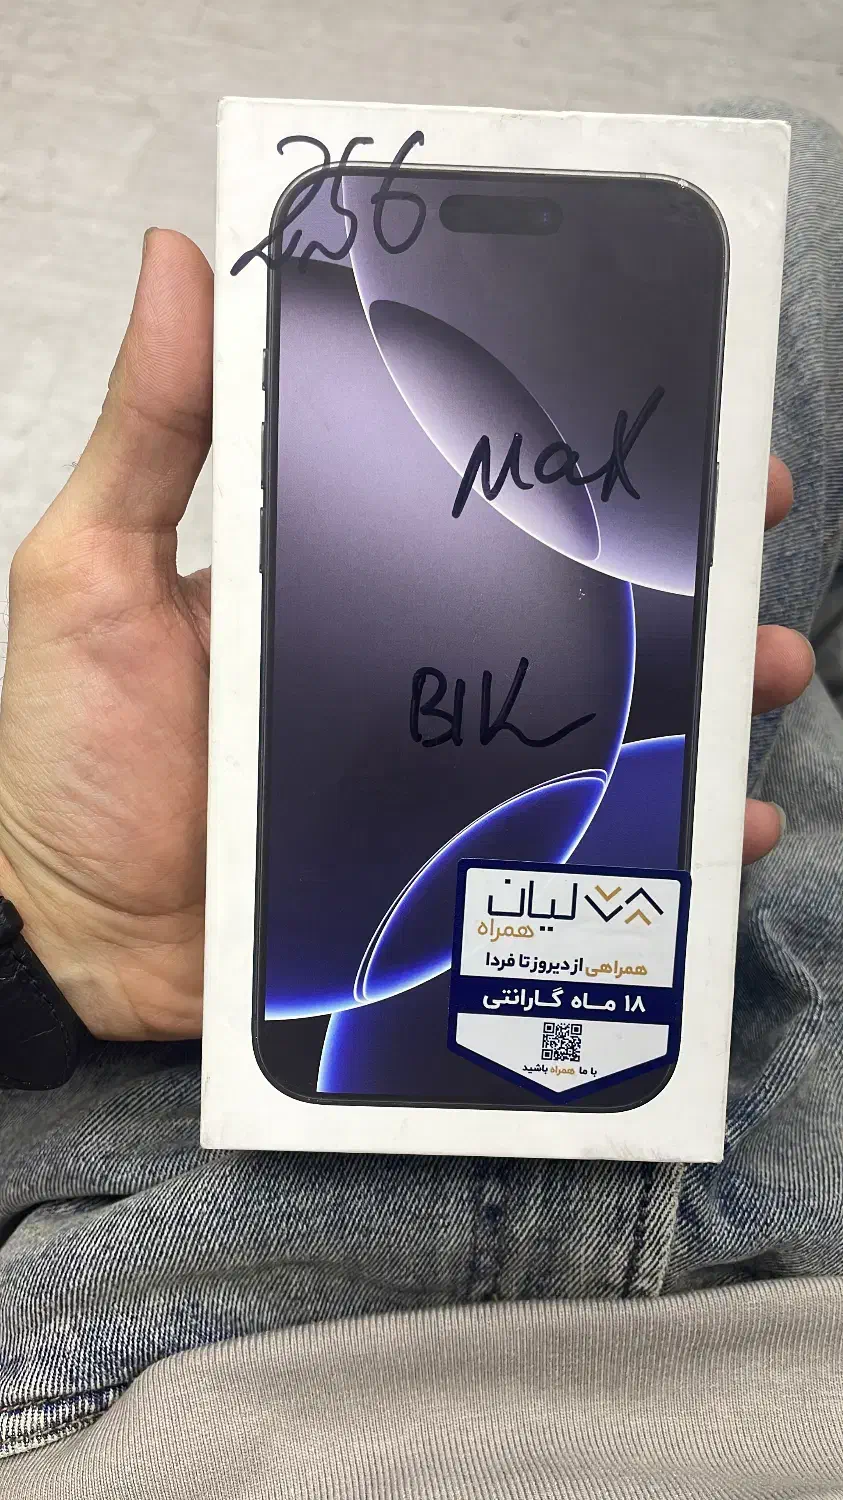 256
Max
BlK
لیان
همراه
همراهی از دیروز تا فردا
۱۸ ماه گارانتی
با ما همراه باشید